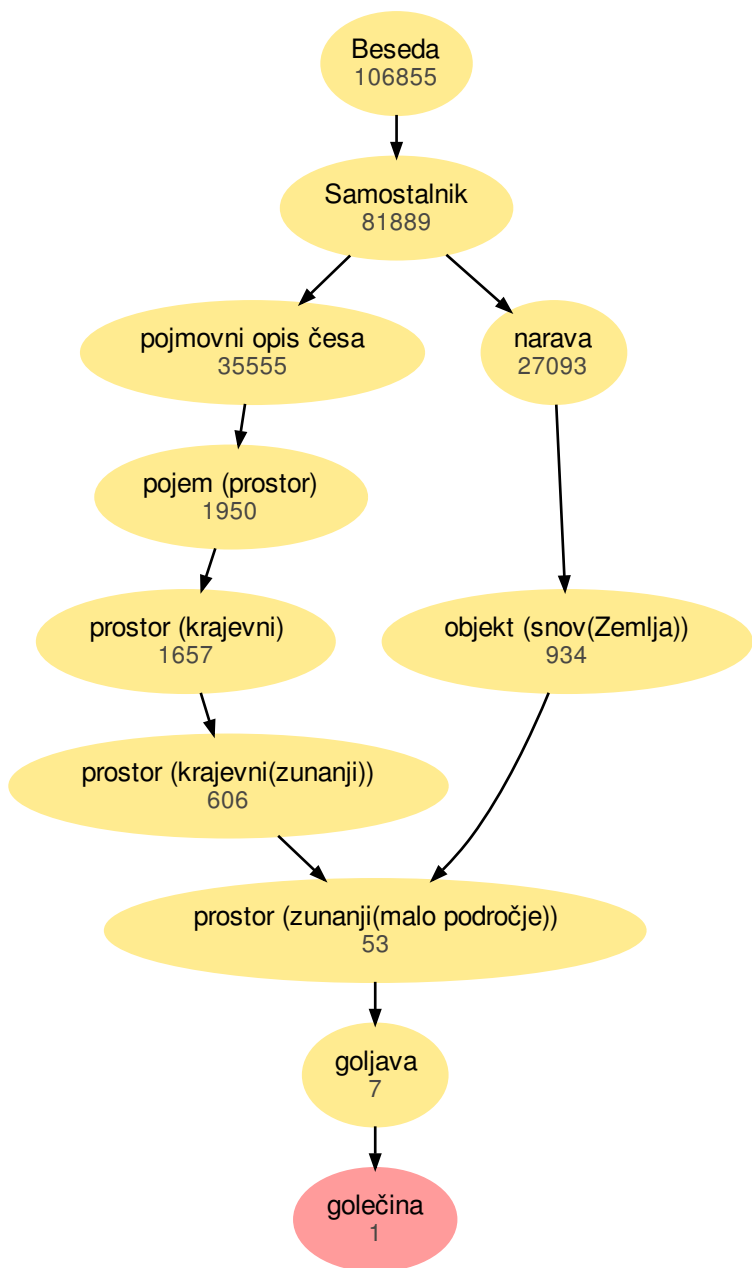 Beseda
106855
Samostalnik
81889
pojmovni opis česa
35555
narava
27093
pojem (prostor)
1950
prostor (krajevni)
1657
objekt (snov(Zemlja))
934
prostor (krajevni(zunanji))
606
prostor (zunanji(malo področje))
53
goljava
7
golečina
1